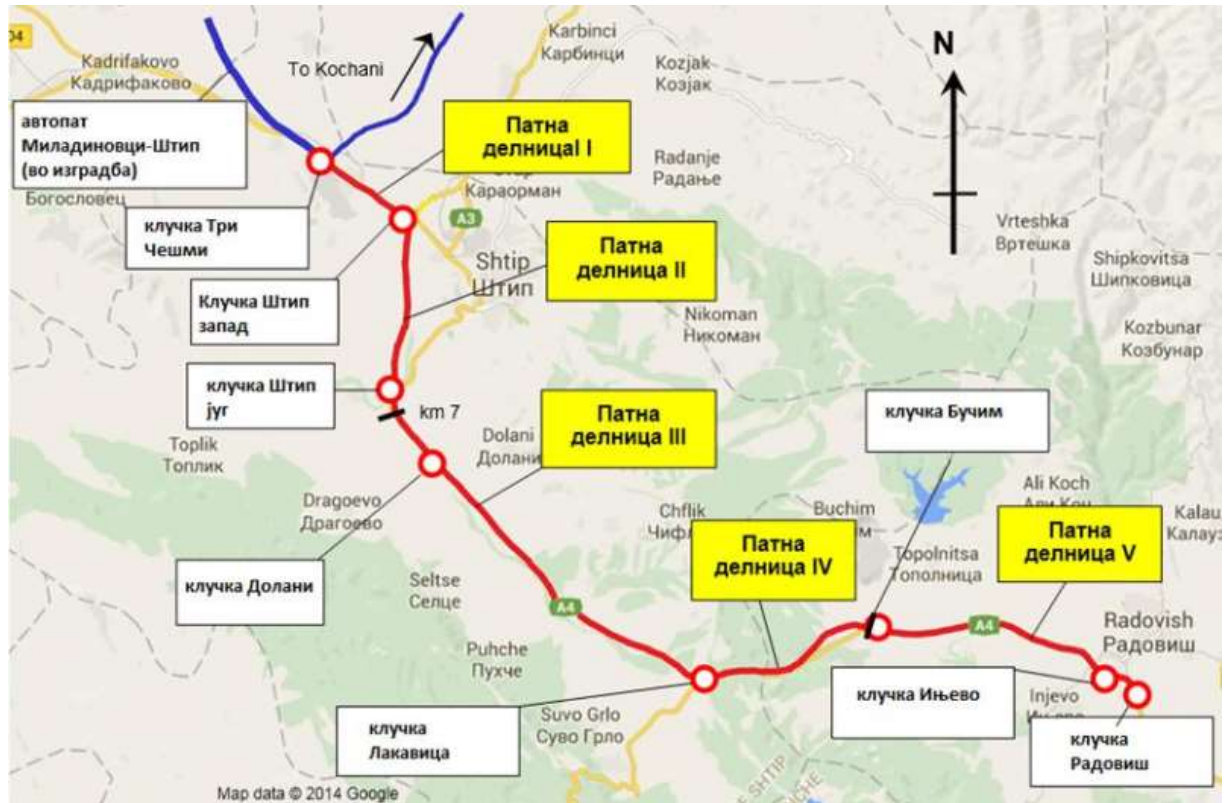 04
Kadrifakovo
Кадрифаково
To Kochani
Karbinci
Карбинци
Kozjak
Козјак
N
автопат
Миладиновци-Штип
(во изградба)
Патна
делницаI I
Radanje
Радање
Караорман
Богословец
клучка Три
Чешми
A3
Vrteshka
Вртешка
Shipkovitsa
Шипковица
Патна
делница II
Shtip
Штип
Клучка Штип
запад
Nikoman
Никоман
Kozbunar
Козбунар
клучка Штип
југ
km 7
Патна
делница III
клучка Бучим
Toplik
Топлик
Dolani
Долани
Dragoevo
Драгоево
Chflik
Buchim
Ali Koch
Kalau
Калауз
Патна
делница IV
Патна
делница V
Topolnitsa
Тополница
клучка Долани
Seltse
Селце
A4
A4
Radovish
Радовиш
Puhche
Пухче
клучка Ињево
Injevo
Suvo Grlo
Суво Грло
клучка
Лакавица
клучка
Радовиш
Map data © 2014 Google